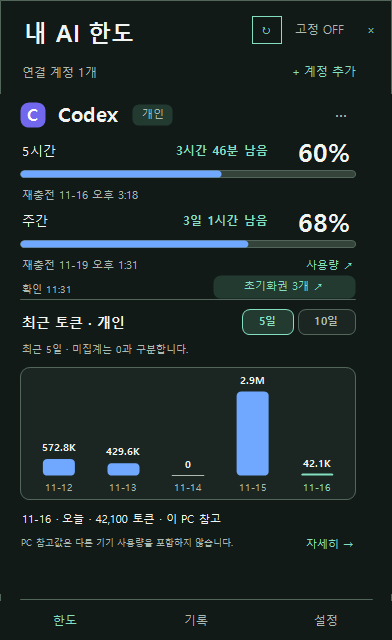 내 AI 한도 ↻ 고정 OFF ×
연결 계정 1개 + 계정 추가
C Codex 개인 ···
5시간 3시간 46분 남음 60%
재충전 11-16 오후 3:18
주간 3일 1시간 남음 68%
재충전 11-19 오후 1:31 사용량 ↗
확인 11:31 초기화권 3개 ↗
최근 토큰 · 개인 5일 10일
최근 5일 · 미집계는 0과 구분합니다.
2.9M
572.8K 429.6K 0 42.1K
11-12 11-13 11-14 11-15 11-16
11-16 · 오늘 · 42,100 토큰 · 이 PC 참고
PC 참고값은 다른 기기 사용량을 포함하지 않습니다. 자세히 →
한도 기록 설정